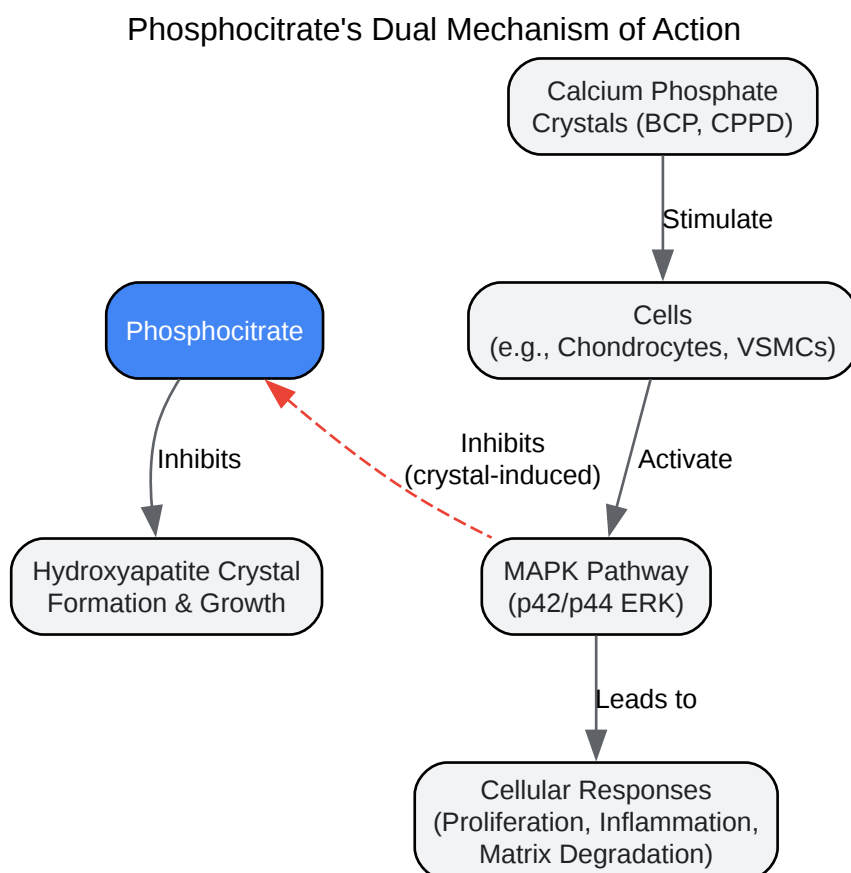 Phosphocitrate's Dual Mechanism of Action
Calcium Phosphate
Crystals (BCP, CPPD)
Stimulate
Phosphocitrate
Cells
(e.g., Chondrocytes, VSMCs)
Inhibits
Inhibits
(crystal-induced)
Activate
Hydroxyapatite Crystal
Formation & Growth
MAPK Pathway
(p42/p44 ERK)
Leads to
Cellular Responses
(Proliferation, Inflammation,
Matrix Degradation)